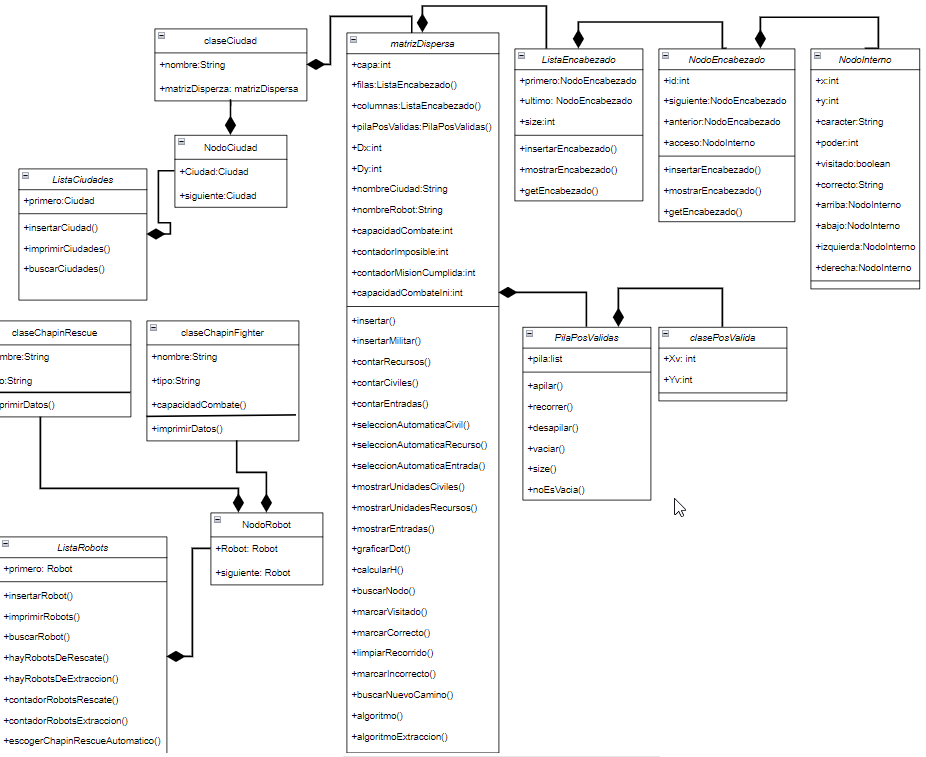 claseCiudad
+nombre:String
+matrizDisperza: matrizDispersa
NodoCiudad
+Ciudad:Ciudad
+siguiente:Ciudad
ListaCiudades
+primero:Ciudad
+insertarCiudad()
+imprimirCiudades()
+buscarCiudades()
claseChapinRescue
mbre:String
o:String
primirDatos()
claseChapinFighter
+nombre:String
+tipo:String
+capacidadCombate()
+imprimirDatos()
NodoRobot
+Robot: Robot
+siguiente: Robot
ListaRobots
+primero: Robot
+insertarRobot()
+imprimirRobots()
+buscarRobot()
+hayRobotsDeRescate()
+hayRobotsDeExtraccion()
+contadorRobotsRescate()
+contadorRobotsExtraccion()
+escogerChapinRescueAutomatico()
matrizDispersa
+capa:int
+filas:ListaEncabezado()
+columnas:ListaEncabezado()
+pilaPosValidas:PilaPosValidas()
+Dx:int
+Dy:int
+nombreCiudad:String
+nombreRobot:String
+capacidadCombate:int
+contadorImposible:int
+contadorMisionCumplida:int
+capacidadCombateIni:int
+insertar()
+insertarMilitar()
+contarRecursos()
+contarCiviles()
+contarEntradas()
+seleccionAutomaticaCivil()
+seleccionAutomaticaRecurso()
+seleccionAutomaticaEntrada()
+mostrarUnidadesCiviles()
+mostrarUnidadesRecursos()
+mostrarEntradas()
+graficarDot()
+calcularH()
+buscarNodo()
+marcarVisitado()
+marcarCorrecto()
+limpiarRecorrido()
+marcarIncorrecto()
+buscarNuevoCamino()
+algoritmo()
+algoritmoExtraccion()
ListaEncabezado
+primero:NodoEncabezado
+ultimo: NodoEncabezado
+size:int
+insertarEncabezado()
+mostrarEncabezado()
+getEncabezado()
NodoEncabezado
+id:int
+siguiente:NodoEncabezado
+anterior:NodoEncabezado
+acceso:NodoInterno
+insertarEncabezado()
+mostrarEncabezado()
+getEncabezado()
NodoInterno
+x:int
+y:int
+caracter:String
+poder:int
+visitado:boolean
+correcto:String
+arriba:NodoInterno
+abajo:NodoInterno
+izquierda:NodoInterno
+derecha:NodoInterno
PilaPosValidas
+pila:list
+apilar()
+recorrer()
+desapilar()
+vaciar()
+size()
+noEsVacia()
clasePosValida
+Xv: int
+Yv:int